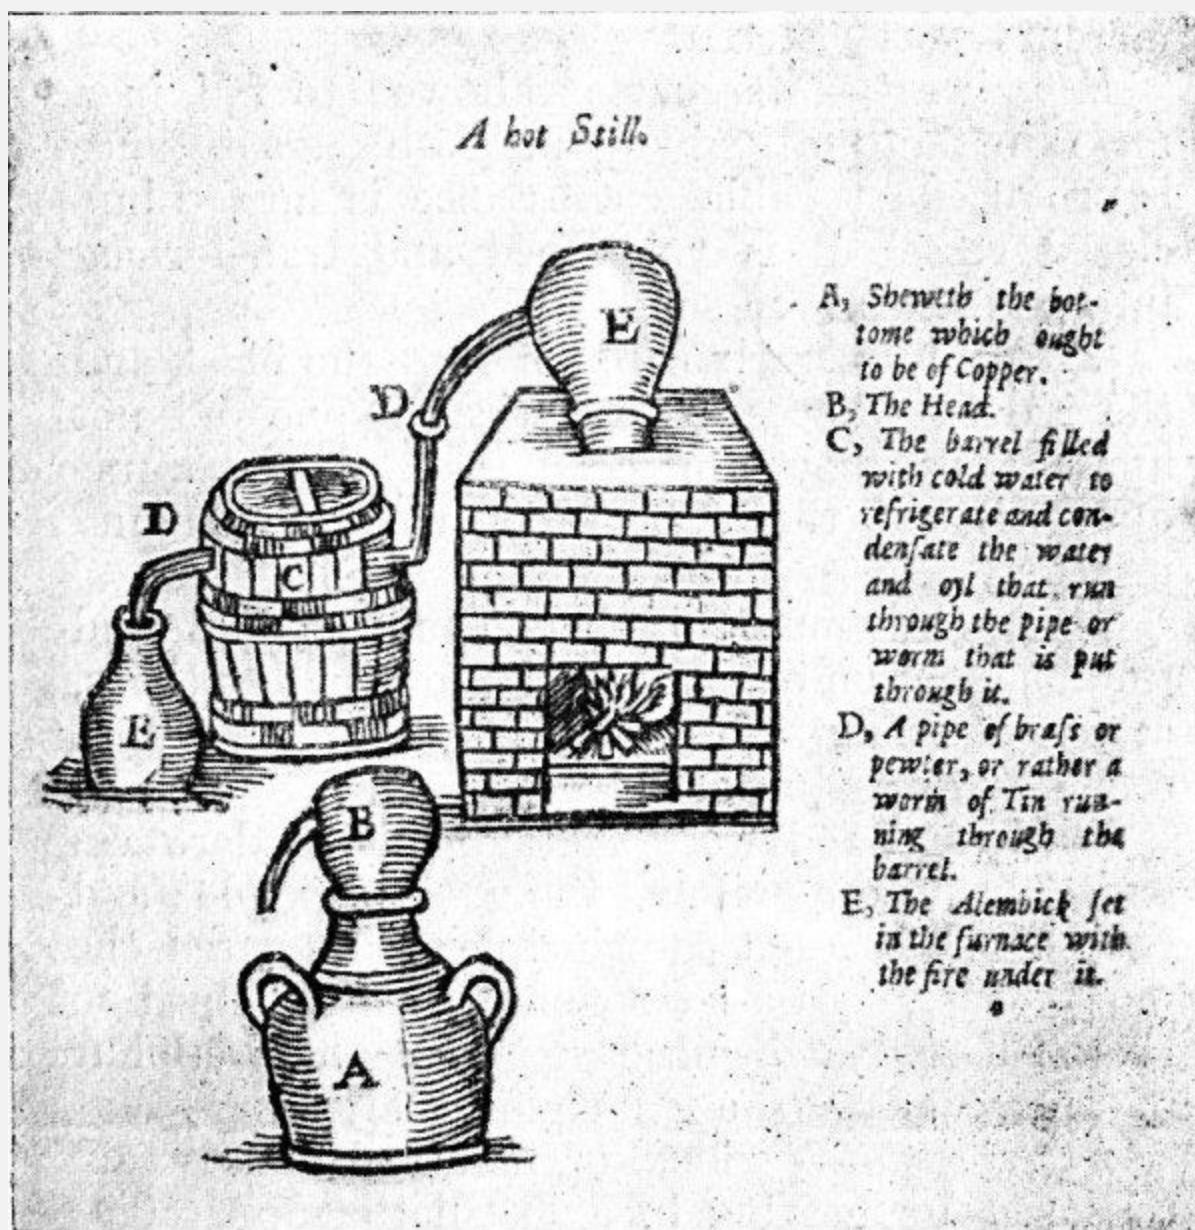 A hot Still.
E
D
D
C
E
B
A
A, Sheweth the bot-
tome which ought
to be of Copper.
B, The Head.
C, The barrel filled
with cold water to
refrigerate and con-
denſate the water
and oyl that run
through the pipe or
worm that is put
through it.
D, A pipe of braſs or
pewter, or rather a
worm of Tin run-
ning through the
barrel.
E, The Alembick ſet
in the furnace with
the fire under it.